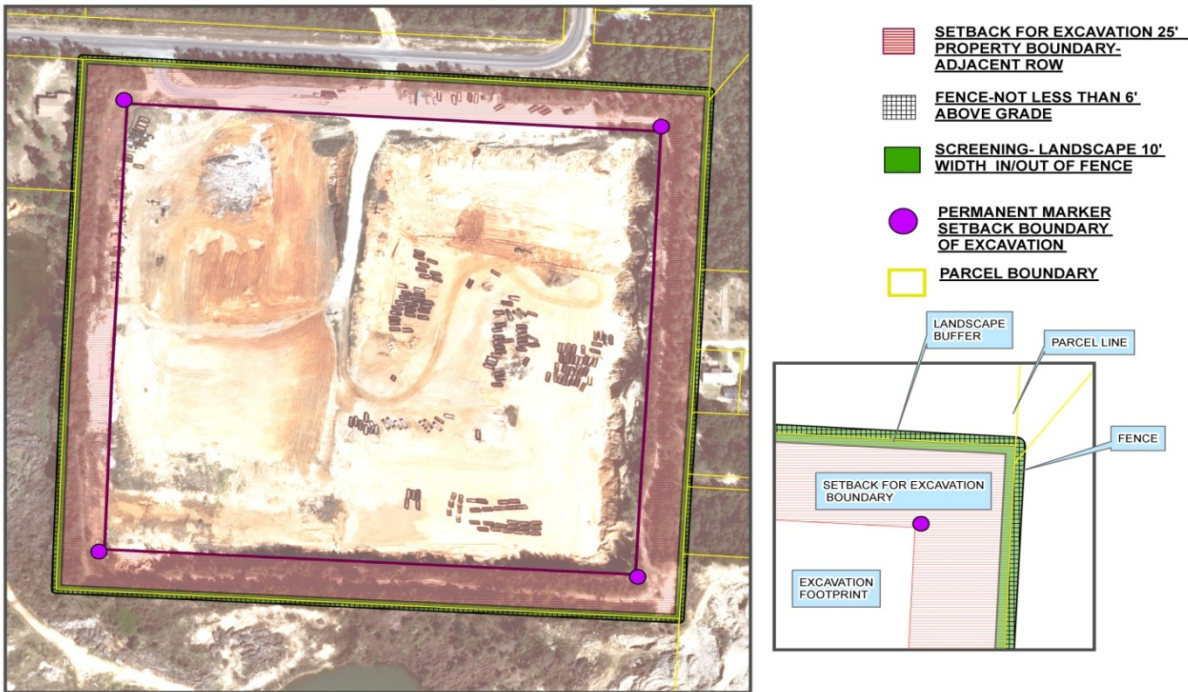 SETBACK FOR EXCAVATION 25'
PROPERTY BOUNDARY-
ADJACENT ROW
FENCE-NOT LESS THAN 6'
ABOVE GRADE
SCREENING- LANDSCAPE 10'
WIDTH IN/OUT OF FENCE
PERMANENT MARKER
SETBACK BOUNDARY
OF EXCAVATION
PARCEL BOUNDARY
LANDSCAPE
BUFFER
PARCEL LINE
FENCE
SETBACK FOR EXCAVATION
BOUNDARY
EXCAVATION
FOOTPRINT